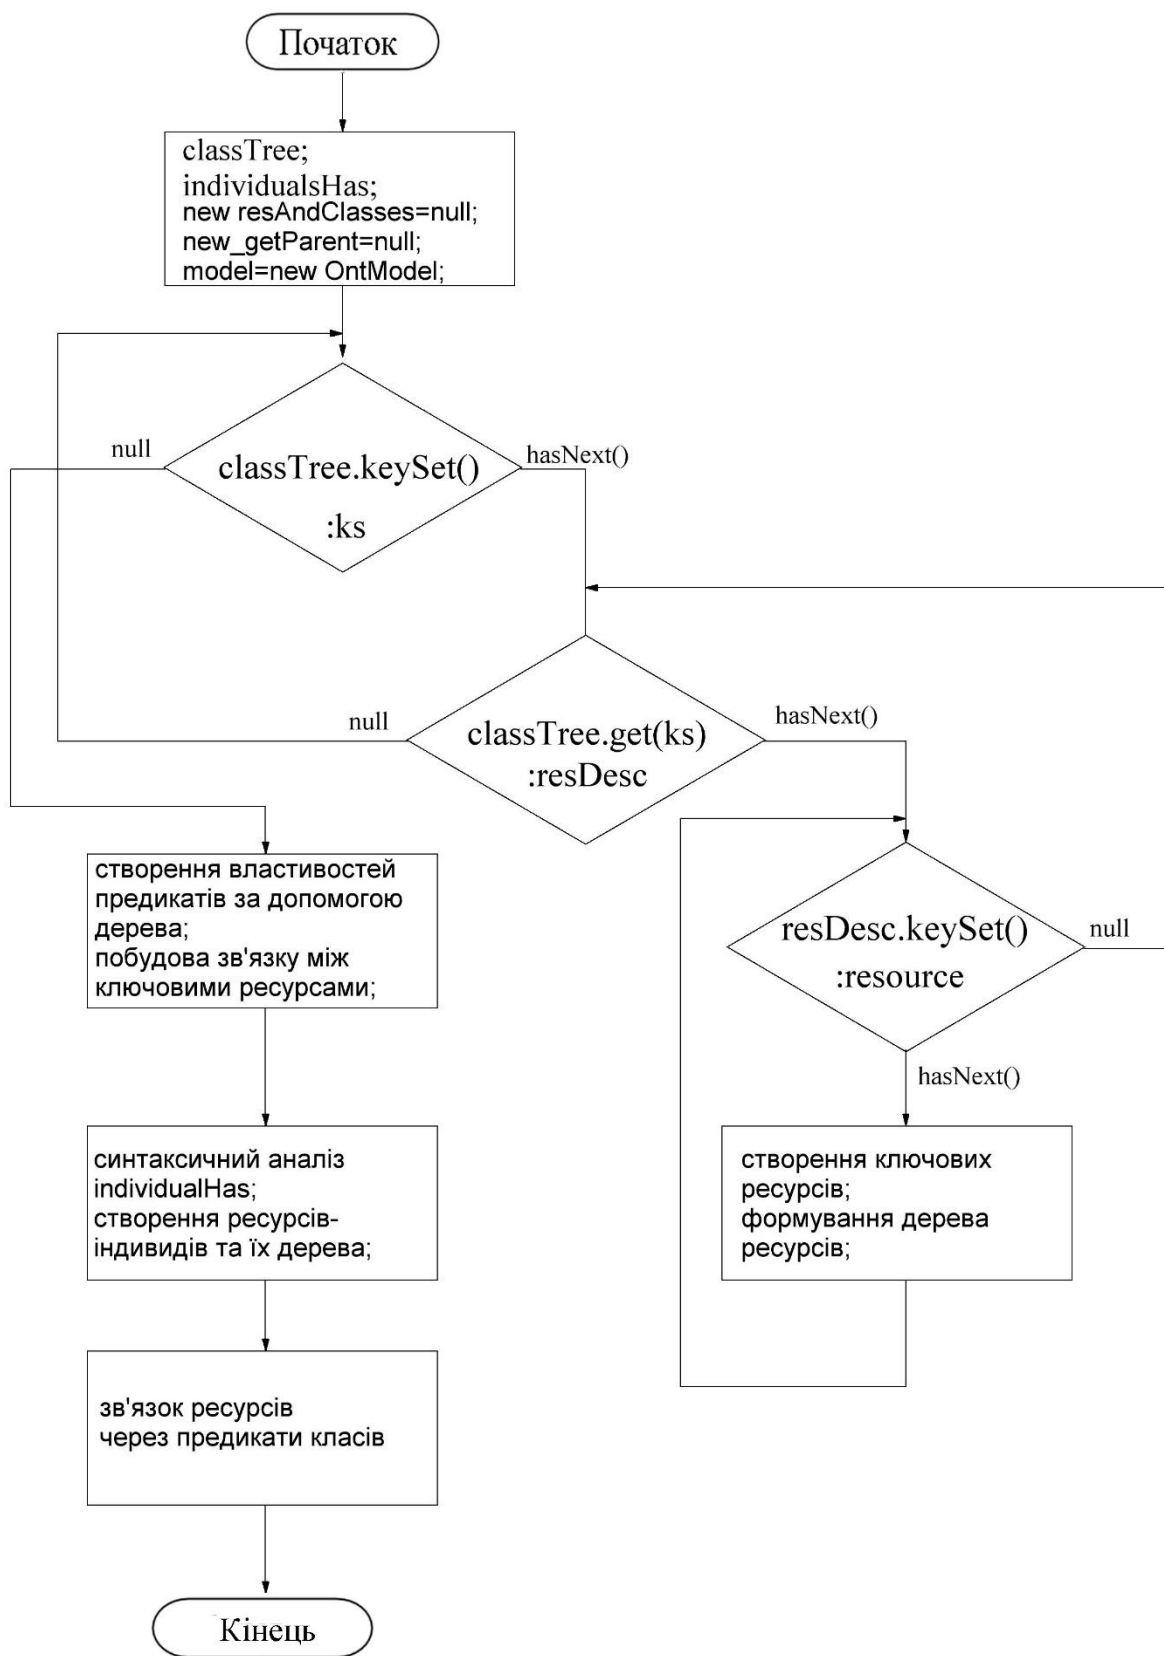 Початок
classTree;
individualsHas;
new resAndClasses=null;
new_getParent=null;
model=new OntModel;
null
classTree.keySet()
:ks
hasNext()
null
classTree.get(ks)
:resDesc
hasNext()
створення властивостей
предикатів за допомогою
дерева;
побудова зв'язку між
ключовими ресурсами;
resDesc.keySet()
:resource
null
hasNext()
синтаксичний аналіз
individualHas;
створення ресурсів-
індивидів та їх дерева;
створення ключових
ресурсів;
формування дерева
ресурсів;
зв'язок ресурсів
через предикати класів
Кінець